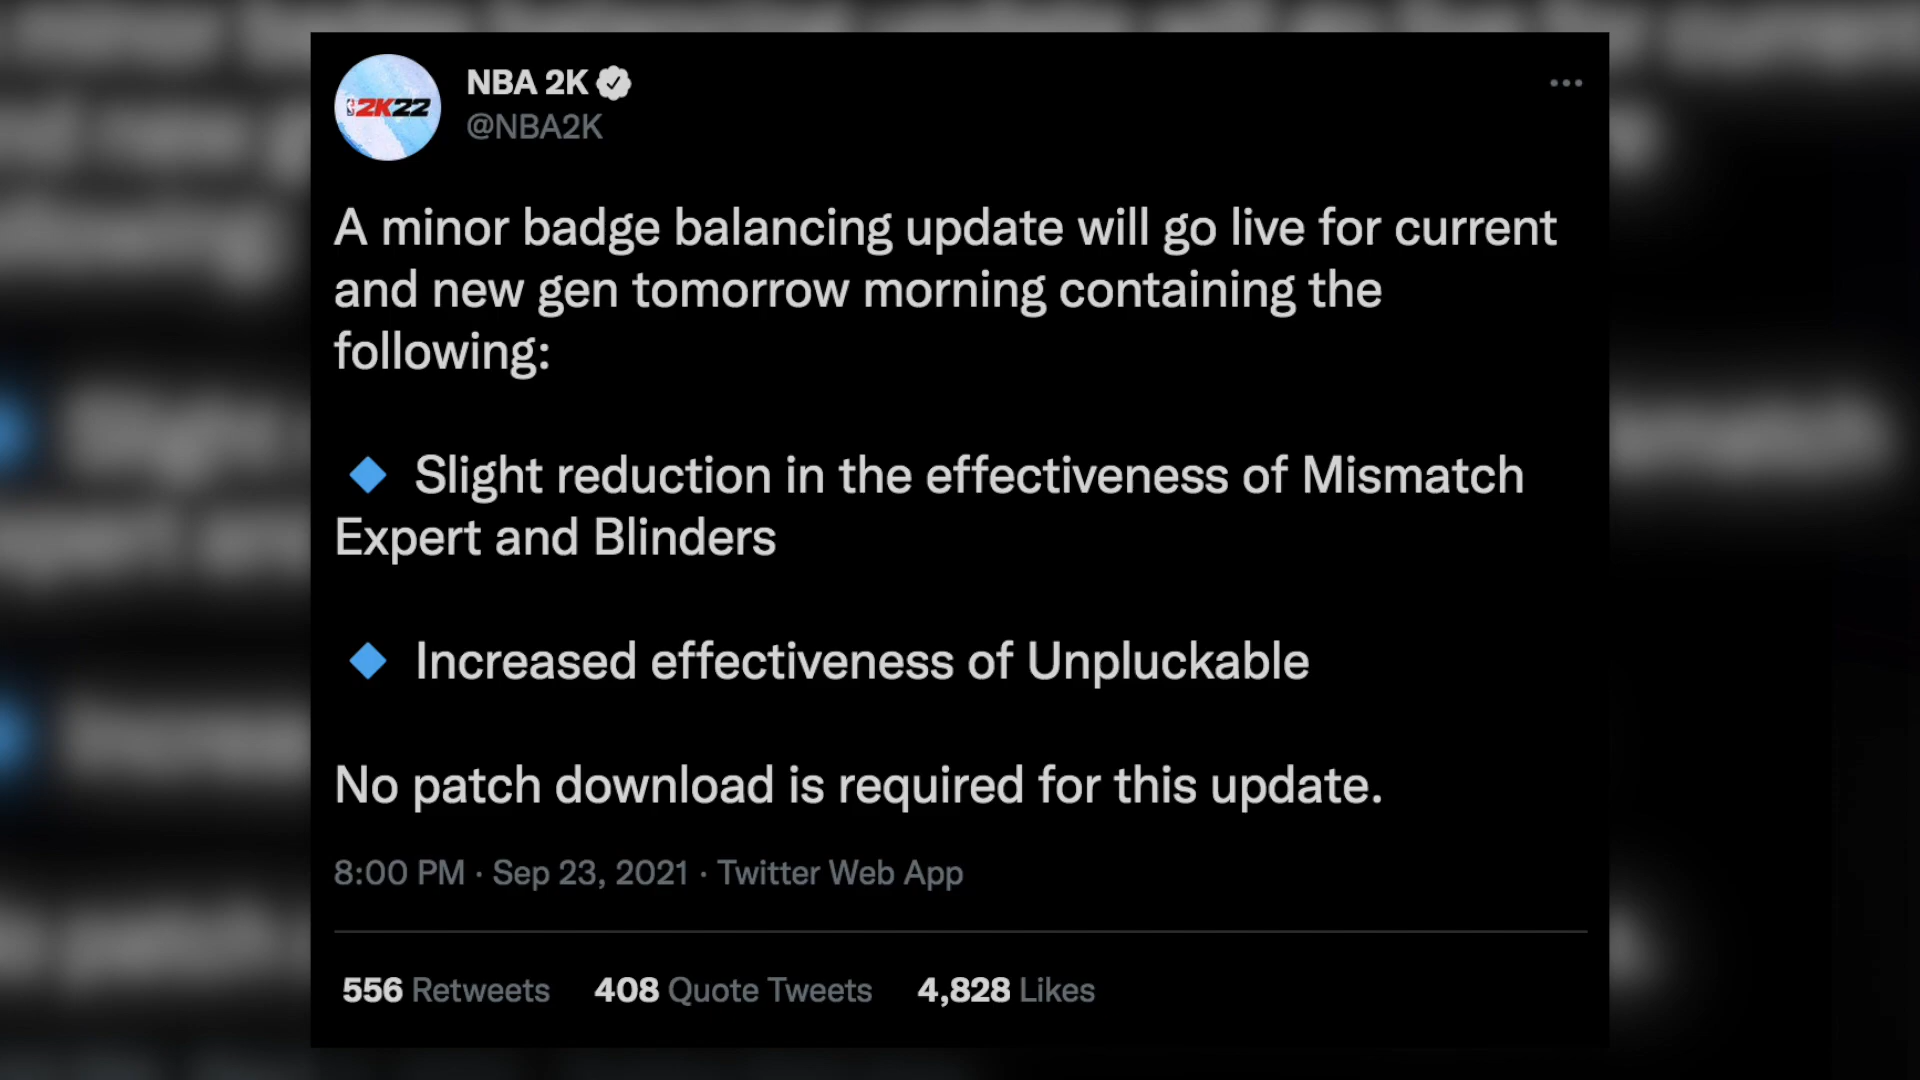 NBA 2K
@NBA2K
2K22
A minor badge balancing update will go live for current
and new gen tomorrow morning containing the
following:
🔹 Slight reduction in the effectiveness of Mismatch
Expert and Blinders
🔹 Increased effectiveness of Unpluckable
No patch download is required for this update.
8:00 PM · Sep 23, 2021 · Twitter Web App
556 Retweets 408 Quote Tweets 4,828 Likes